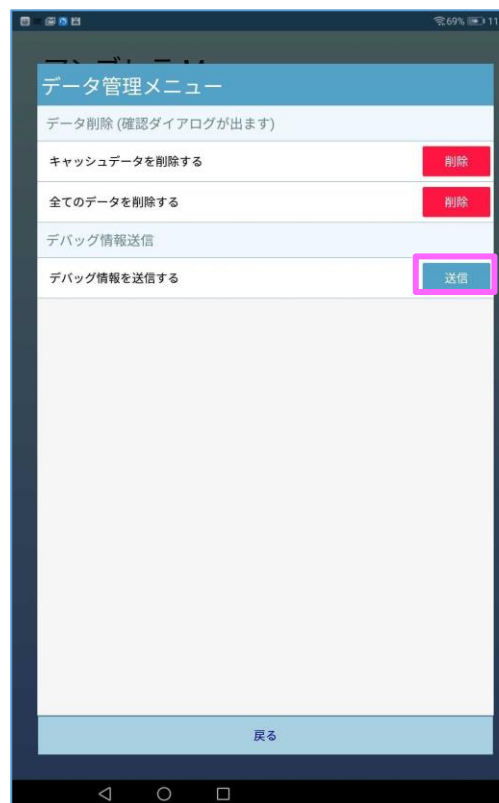 69% 11
データ管理メニュー
データ削除 (確認ダイアログが出ます)
キャッシュデータを削除する 削除
全てのデータを削除する 削除
デバッグ情報送信
デバッグ情報を送信する 送信
戻る